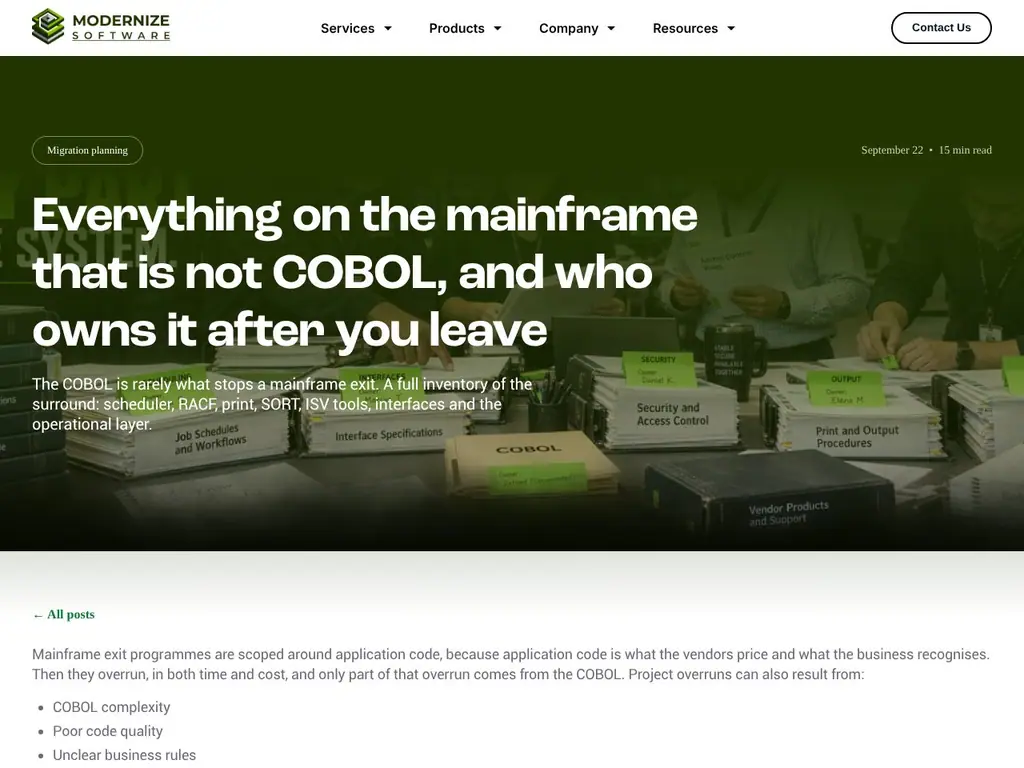 MODERNIZE
SOFTWARE
Services
Products
Company
Resources
Contact Us
Migration planning
September 22 • 15 min read
SYSTEM.
Everything on the mainframe
that is not COBOL, and who
owns it after you leave
The COBOL is rarely what stops a mainframe exit. A full inventory of the
surround: scheduler, RACF, print, SORT, ISV tools, interfaces and the
operational layer.
INTERFACES
SECURITY
OUTPUT
Job Schedules
and Workflows
Interface Specifications
COBOL
Security and
Access Control
Print and Output
Procedures
Vendor Products
and Support
← All posts
Mainframe exit programmes are scoped around application code, because application code is what the vendors price and what the business recognises.
Then they overrun, in both time and cost, and only part of that overrun comes from the COBOL. Project overruns can also result from:
• COBOL complexity
• Poor code quality
• Unclear business rules